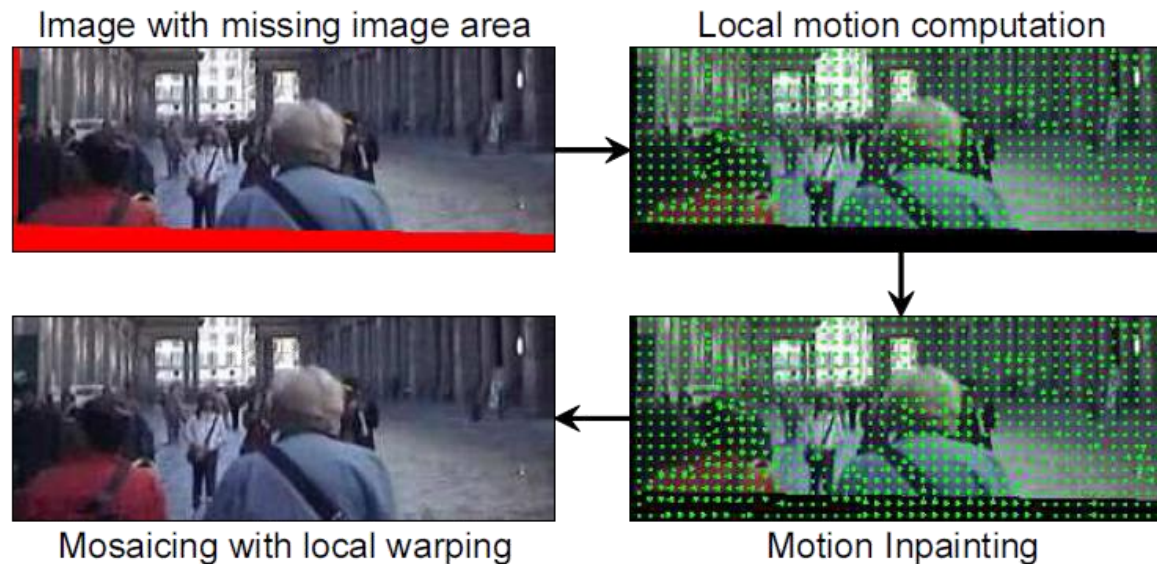 Image with missing image area
Local motion computation
Mosaicing with local warping
Motion Inpainting